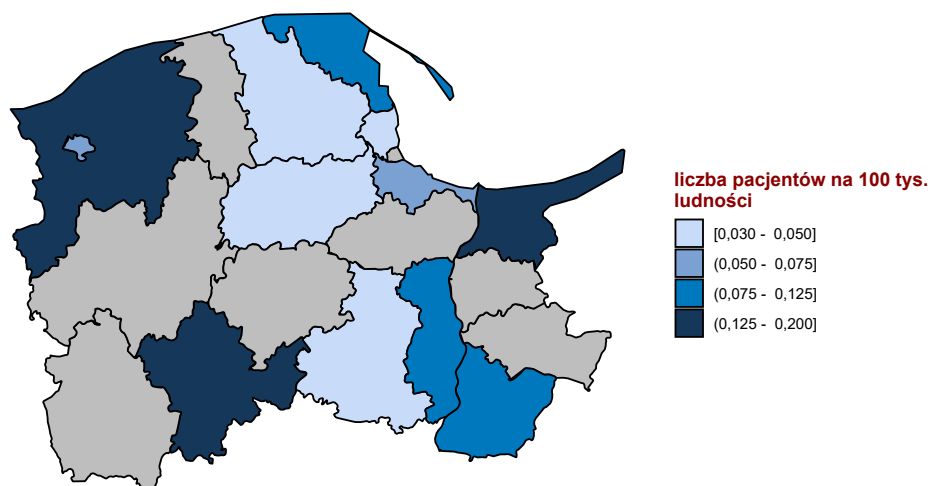 liczba pacjentów na 100 tys.
ludności
[0,030 - 0,050]
(0,050 - 0,075]
(0,075 - 0,125]
(0,125 - 0,200]